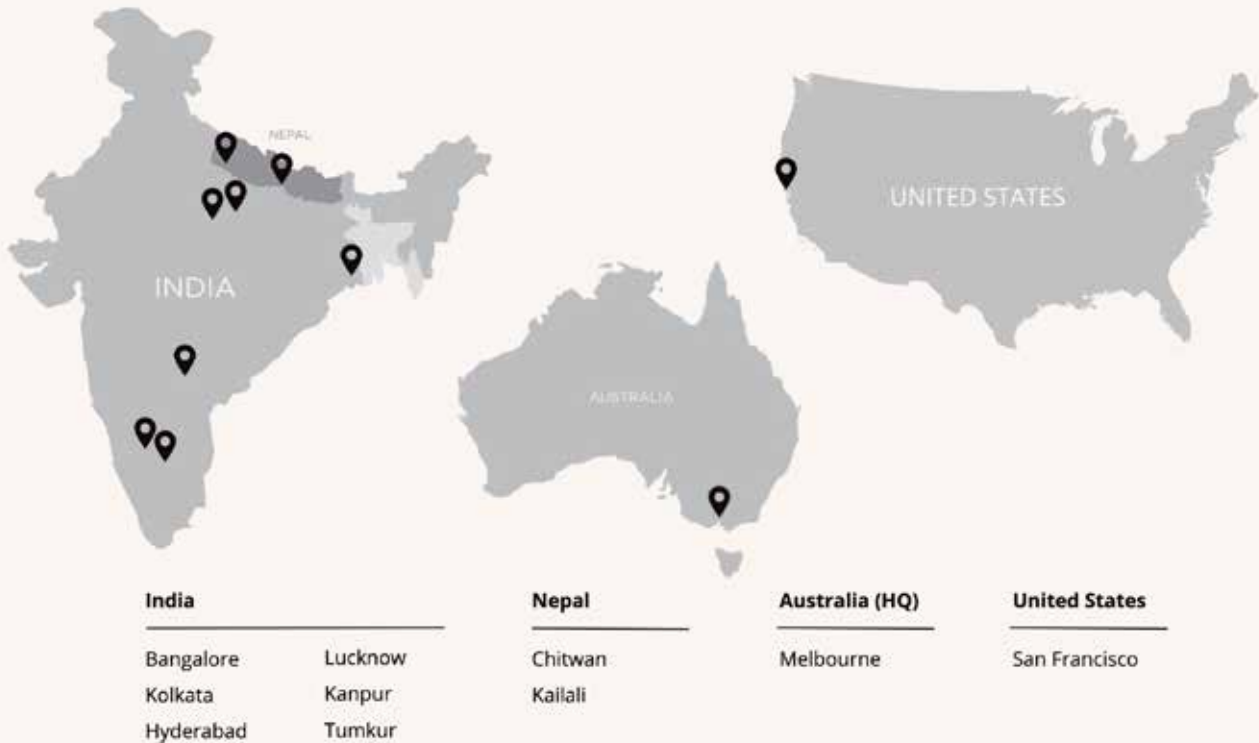 NEPAL
INDIA
UNITED STATES
AUSTRALIA
India
Bangalore
Kolkata
Hyderabad
Lucknow
Kanpur
Tumkur
Nepal
Chitwan
Kailali
Australia (HQ)
Melbourne
United States
San Francisco